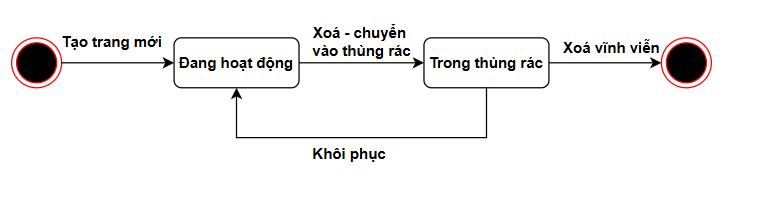 Tạo trang mới
Đang hoạt động
Xoá - chuyển
vào thùng rác
Trong thùng rác
Xoá vĩnh viễn
Khôi phục